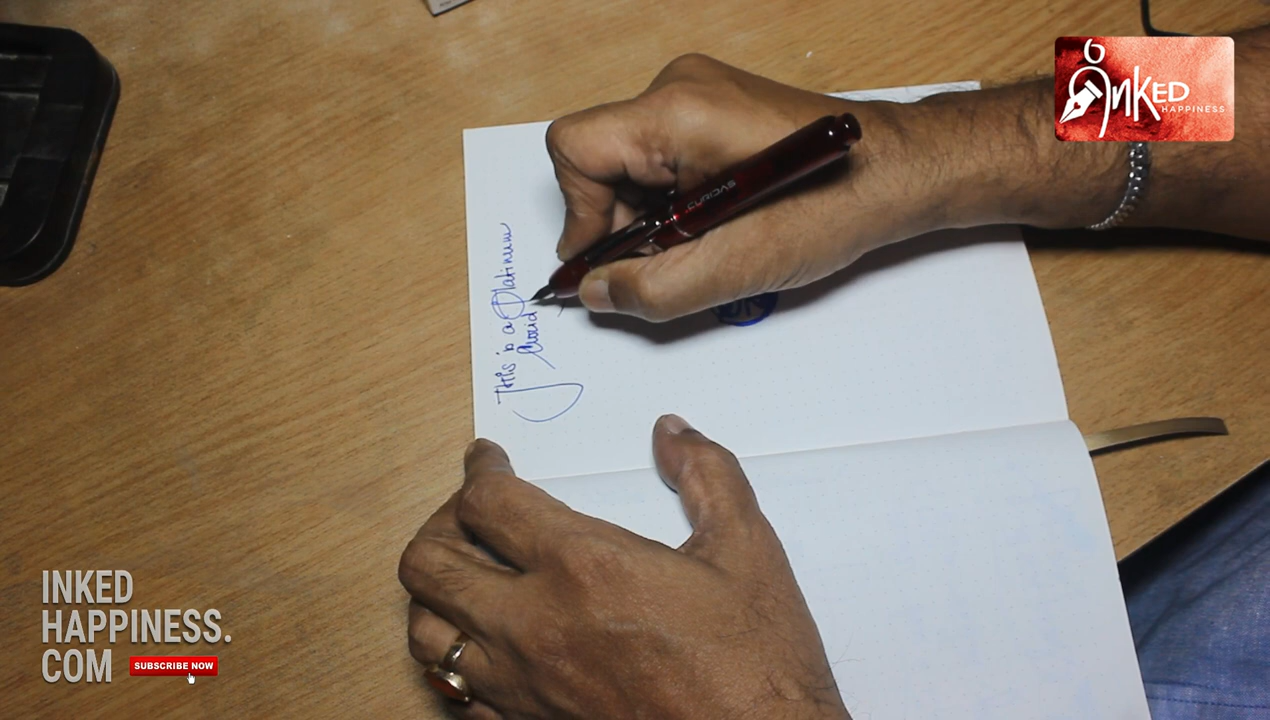 This is a Platinum
Curid
CURIDAS
inKED
HAPPINESS
INKED
HAPPINESS.
COM
SUBSCRIBE NOW